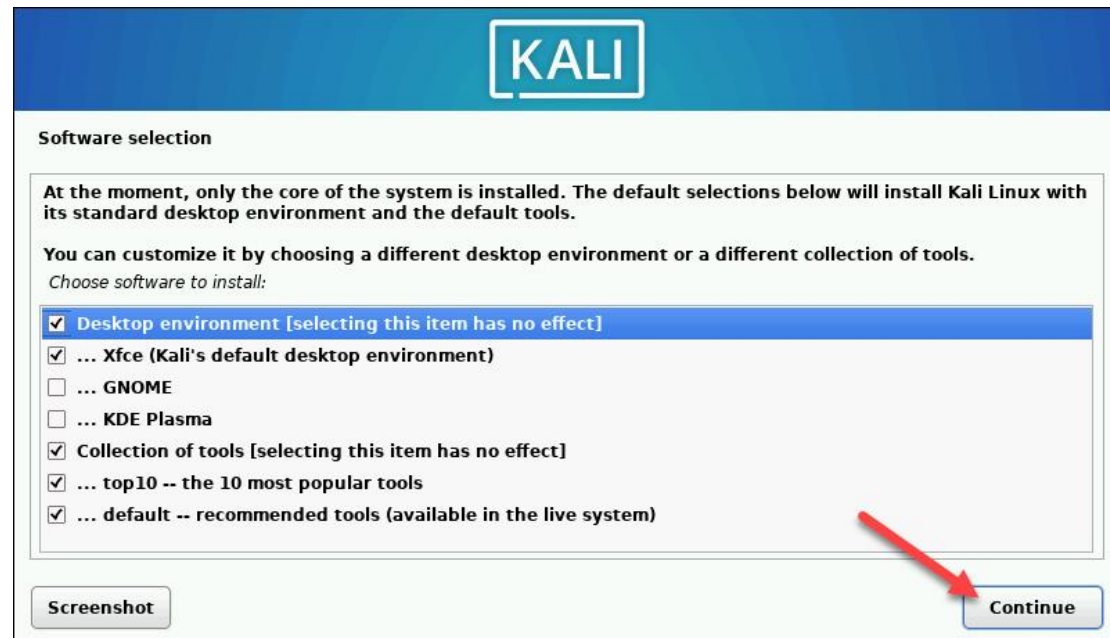 KALI
Software selection
At the moment, only the core of the system is installed. The default selections below will install Kali Linux with
its standard desktop environment and the default tools.
You can customize it by choosing a different desktop environment or a different collection of tools.
Choose software to install:
Desktop environment [selecting this item has no effect]
... Xfce (Kali's default desktop environment)
... GNOME
... KDE Plasma
Collection of tools [selecting this item has no effect]
... top10 -- the 10 most popular tools
... default -- recommended tools (available in the live system)
Screenshot
Continue